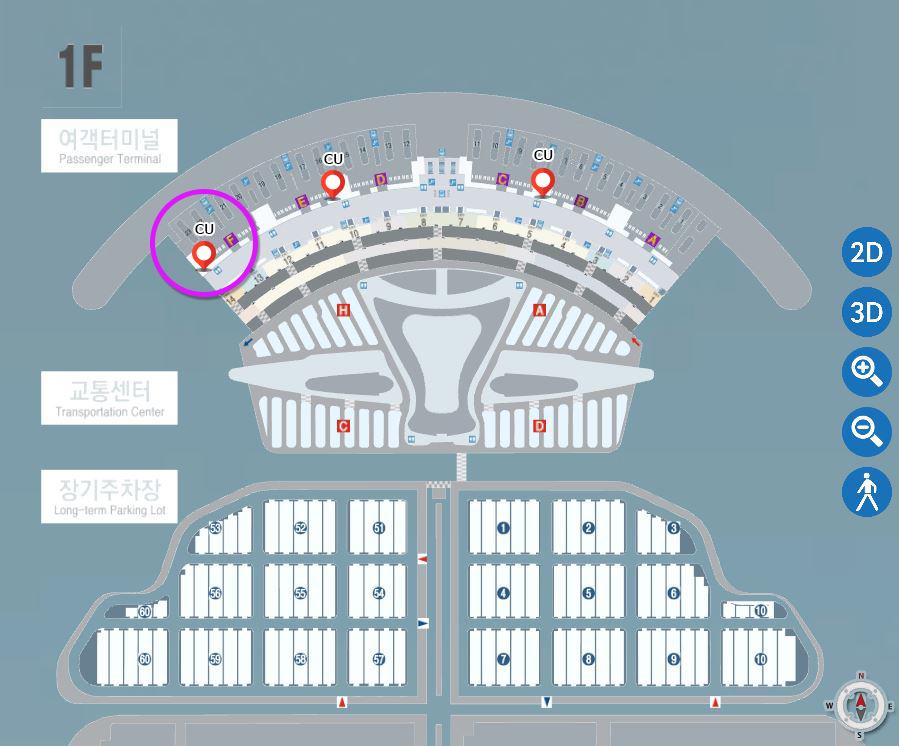 1F
여객터미널
Passenger Terminal
CU
CU
CU
F
E
D
C
B
A
14
13
12
11
10
9
8
7
6
5
4
3
2
1
H
A
C
D
교통센터
Transportation Center
장기주차장
Long-term Parking Lot
53
52
51
1
2
3
56
55
54
4
5
6
60
10
60
59
58
57
7
8
9
10
2D
3D
N
W
E
S